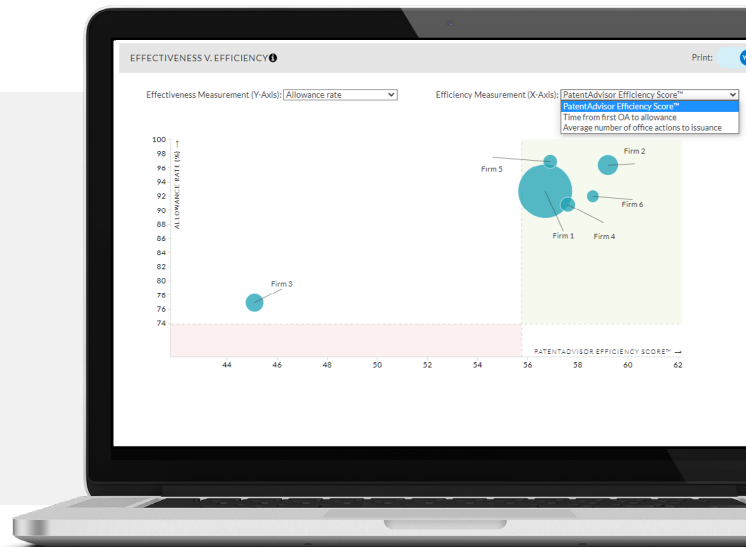 EFFECTIVENESS V. EFFICIENCY
Print:
Effectiveness Measurement (Y-Axis): Allowance rate
Efficiency Measurement (X-Axis): PatentAdvisor Efficiency Score™
PatentAdvisor Efficiency Score™
Time from first OA to allowance
Average number of office actions to issuance
100
98
96
94
92
90
88
86
84
82
80
78
76
74
ALLOWANCE RATE (%) →
Firm 5
Firm 2
Firm 6
Firm 1
Firm 4
Firm 3
PATENTADVISOR EFFICIENCY SCORE™ →
44
46
48
50
52
54
56
58
60
62